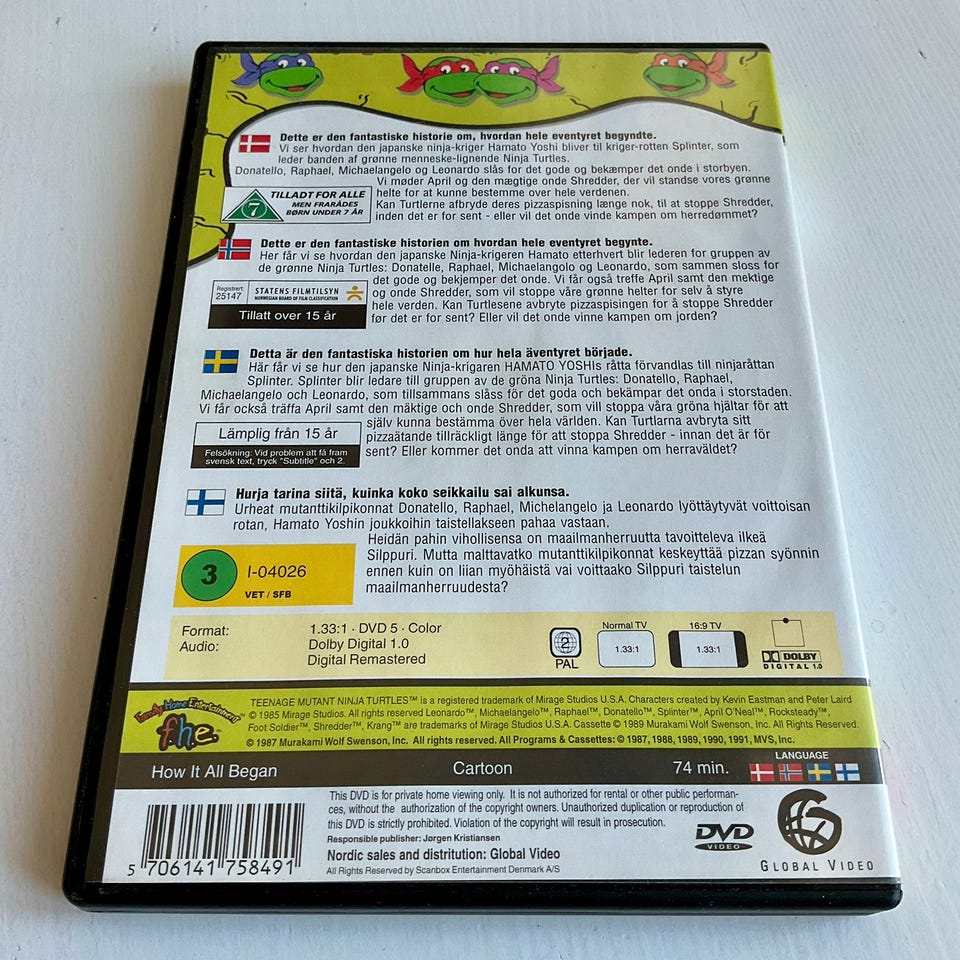 Dette er den fantastiske historie om, hvordan hele eventyret begyndte.
Vi ser hvordan den japanske ninja-kriger Hamato Yoshi bliver til kriger-rotten Splinter, som
leder banden af grønne menneske-lignende Ninja Turtles.
Donatello, Raphael, Michaelangelo og Leonardo slås for det gode og bekæmper det onde i storbyen.
Vi møder April og den mægtige onde Shredder, der vil standse vores grønne
helte for at kunne bestemme over hele verdenen.
Kan Turtlerne afbryde deres pizzaspisning længe nok, til at stoppe Shredder,
inden det er for sent - eller vil det onde vinde kampen om herredømmet?
7
TILLADT FOR ALLE
MEN FRARÅDES
BØRN UNDER 7 ÅR
Dette er den fantastiske historien om hvordan hele eventyret begynte.
Her får vi se hvordan den japanske Ninja-krigeren Hamato etterhvert blir lederen for gruppen av
de grønne Ninja Turtles: Donatelle, Raphael, Michaelangolo og Leonardo, som sammen sloss for
det gode og bekjemper det onde. Vi får også treffe April samt den mektige
og onde Shredder, som vil stoppe våre grønne helter for selv å styre
hele verden. Kan Turtlesene avbryte pizzaspisingen for å stoppe Shredder
før det er for sent? Eller vil det onde vinne kampen om jorden?
Registrert
25147
STATENS FILMTILSYN
NORWEGIAN BOARD OF FILM CLASSIFICATION
Tillatt over 15 år
Detta är den fantastiska historien om hur hela äventyret började.
Här får vi se hur den japanske Ninja-krigaren HAMATO YOSHIs råtta förvandlas till ninjaråttan
Splinter. Splinter blir ledare till gruppen av de gröna Ninja Turtles: Donatello, Raphael,
Michaelangelo och Leonardo, som tillsammans slåss för det goda och bekämpar det onda i storstaden.
Vi får också träffa April samt den mäktige och onde Shredder, som vill stoppa våra gröna hjältar för att
själv kunna bestämma över hela världen. Kan Turtlarna avbryta sitt
pizzaätande tillräckligt länge för att stoppa Shredder - innan det är för
sent? Eller kommer det onda att vinna kampen om herraväldet?
Lämplig från 15 år
Felsökning: Vid problem att få fram
svensk text, tryck "Subtitle" och 2.
Hurja tarina siitä, kuinka koko seikkailu sai alkunsa.
Urheat mutanttikilpikonnat Donatello, Raphael, Michelangelo ja Leonardo lyöttäytyvät voittoisan
rotan, Hamato Yoshin joukkoihin taistellakseen pahaa vastaan.
Heidän pahin vihollisensa on maailmanherruutta tavoitteleva ilkeä
Silppuri. Mutta malttavatko mutanttikilpikonnat keskeyttää pizzan syönnin
ennen kuin on liian myöhäistä vai voittaako Silppuri taistelun
maailmanherruudesta?
3
I-04026
VET / SFB
Format: 1.33:1 · DVD 5 · Color
Audio: Dolby Digital 1.0
Digital Remastered
2
PAL
Normal TV
1.33:1
16:9 TV
1.33:1
DOLBY
DIGITAL 1.0
Family Home Entertainment
f.h.e.
TEENAGE MUTANT NINJA TURTLES™ is a registered trademark of Mirage Studios U.S.A. Characters created by Kevin Eastman and Peter Laird
© 1985 Mirage Studios. All rights reserved Leonardo™, Michaelangelo™, Raphael™, Donatello™, Splinter™, April O'Neal™, Rocksteady™,
Foot Soldier™, Shredder™, Krang™ are trademarks of Mirage Studios U.S.A. Cassette © 1989 Murakami Wolf Swenson, Inc. All Rights Reserved.
© 1987 Murakami Wolf Swenson, Inc. All rights reserved. All Programs & Cassettes: © 1987, 1988, 1989, 1990, 1991, MVS, Inc.
How It All Began
Cartoon
74 min.
LANGUAGE
5 706141 758491
This DVD is for private home viewing only. It is not authorized for rental or other public performan-
ces, without the authorization of the copyright owners. Unauthorized duplication or reproduction of
this DVD is strictly prohibited. Violation of the copyright will result in prosecution.
Responsible publisher: Jørgen Kristiansen
Nordic sales and distrution: Global Video
All Rights Reserved by Scanbox Entertainment Denmark A/S
DVD
VIDEO
GLOBAL VIDEO